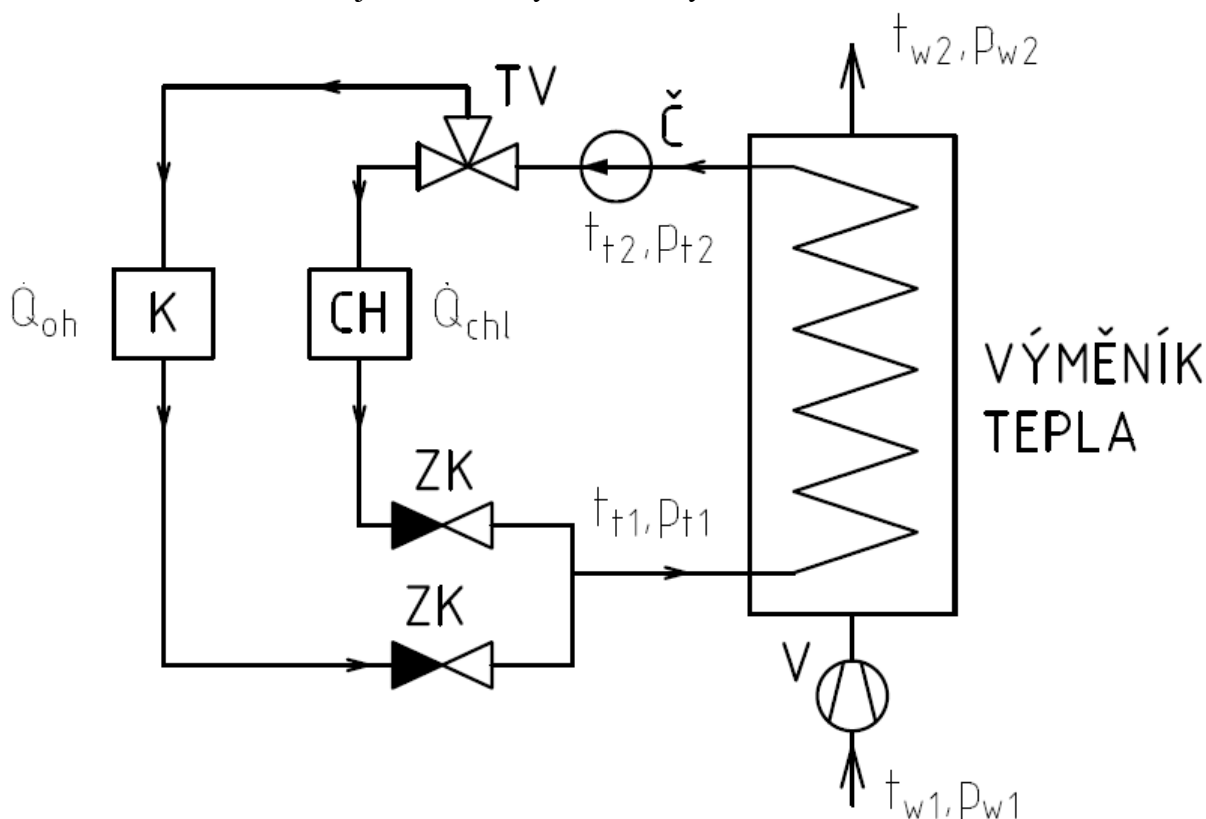 t_w2, p_w2
TV
Č
t_t2, p_t2
Q̇_oh
K
CH
Q̇_chl
VÝMĚNÍK
TEPLA
ZK
t_t1, p_t1
ZK
V
t_w1, p_w1